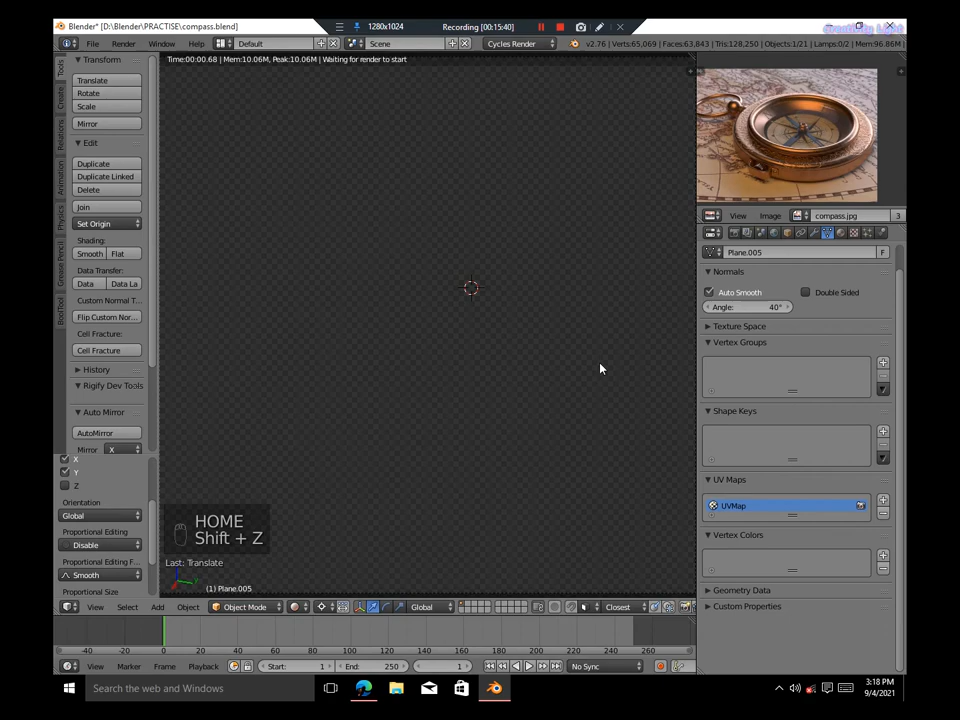 Blender* [D:\Blender\PRACTISE\compass.blend]
1280x1024
Recording [00:15:40]
Creativity Light
File
Render
Window
Help
Default
Scene
Cycles Render
v2.76 | Verts:65,069 | Faces:63,843 | Tris:128,250 | Objects:1/21 | Lamps:0/2 | Mem:96.86M
Time:00:00.68 | Mem:10.06M, Peak:10.06M | Waiting for render to start
Tools
Create
Relations
Animation
Physics
Grease Pencil
BoolTool
Transform
Translate
Rotate
Scale
Mirror
Edit
Duplicate
Duplicate Linked
Delete
Join
Set Origin
Shading:
Smooth Flat
Data Transfer:
Data Data La
Custom Normal T...
Flip Custom Nor...
Cell Fracture:
Cell Fracture
History
Rigify Dev Tools
Auto Mirror
AutoMirror
Mirror X
X
Y
Z
Orientation
Global
Proportional Editing
Disable
Proportional Editing F...
Smooth
Proportional Size
HOME
Shift + Z
Last: Translate
(1) Plane.005
View Image compass.jpg 3
Plane.005 F
Normals
Auto Smooth Double Sided
Angle: 40°
Texture Space
Vertex Groups
Shape Keys
UV Maps
UVMap
Vertex Colors
Geometry Data
Custom Properties
View Select Add Object Object Mode Global Closest
-40 -20 0 20 40 60 80 100 120 140 160 180 200 220 240 260
View Marker Frame Playback Start: 1 End: 250 1 No Sync
Search the web and Windows
3:18 PM
9/4/2021